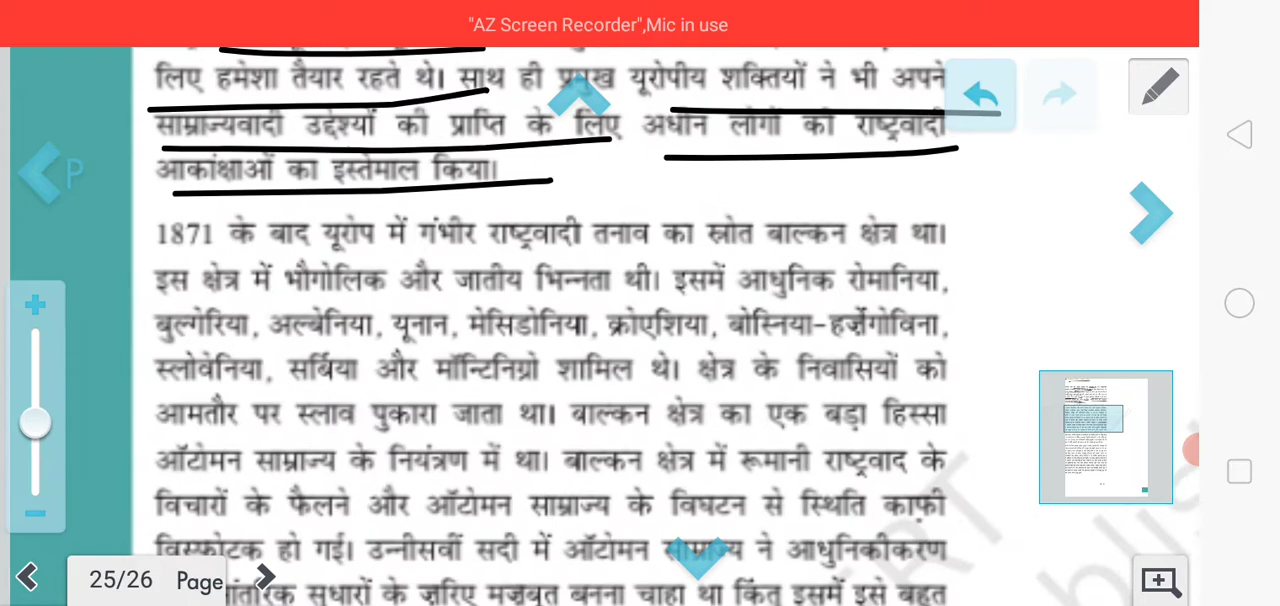 "AZ Screen Recorder",Mic in use
लिए हमेशा तैयार रहते थे। साथ ही प्रमुख यूरोपीय शक्तियों ने भी अपने
साम्राज्यवादी उद्देश्यों की प्राप्ति के लिए अधीन लोगों की राष्ट्रवादी
आकांक्षाओं का इस्तेमाल किया।
P
1871 के बाद यूरोप में गंभीर राष्ट्रवादी तनाव का स्रोत बाल्कन क्षेत्र था।
इस क्षेत्र में भौगोलिक और जातीय भिन्नता थी। इसमें आधुनिक रोमानिया,
बुल्गेरिया, अल्बेनिया, यूनान, मेसिडोनिया, क्रोएशिया, बोस्निया-हर्ज़ेगोविना,
स्लोवेनिया, सर्बिया और मॉन्टिनिग्रो शामिल थे। क्षेत्र के निवासियों को
आमतौर पर स्लाव पुकारा जाता था। बाल्कन क्षेत्र का एक बड़ा हिस्सा
ऑटोमन साम्राज्य के नियंत्रण में था। बाल्कन क्षेत्र में रूमानी राष्ट्रवाद के
विचारों के फैलने और ऑटोमन साम्राज्य के विघटन से स्थिति काफ़ी
विस्फोटक हो गई। उन्नीसवीं सदी में ऑटोमन साम्राज्य ने आधुनिकीकरण
सुधारों के ज़रिए मज़बूत बनना चाहा था किंतु इसमें इसे बहुत
25/26 Page